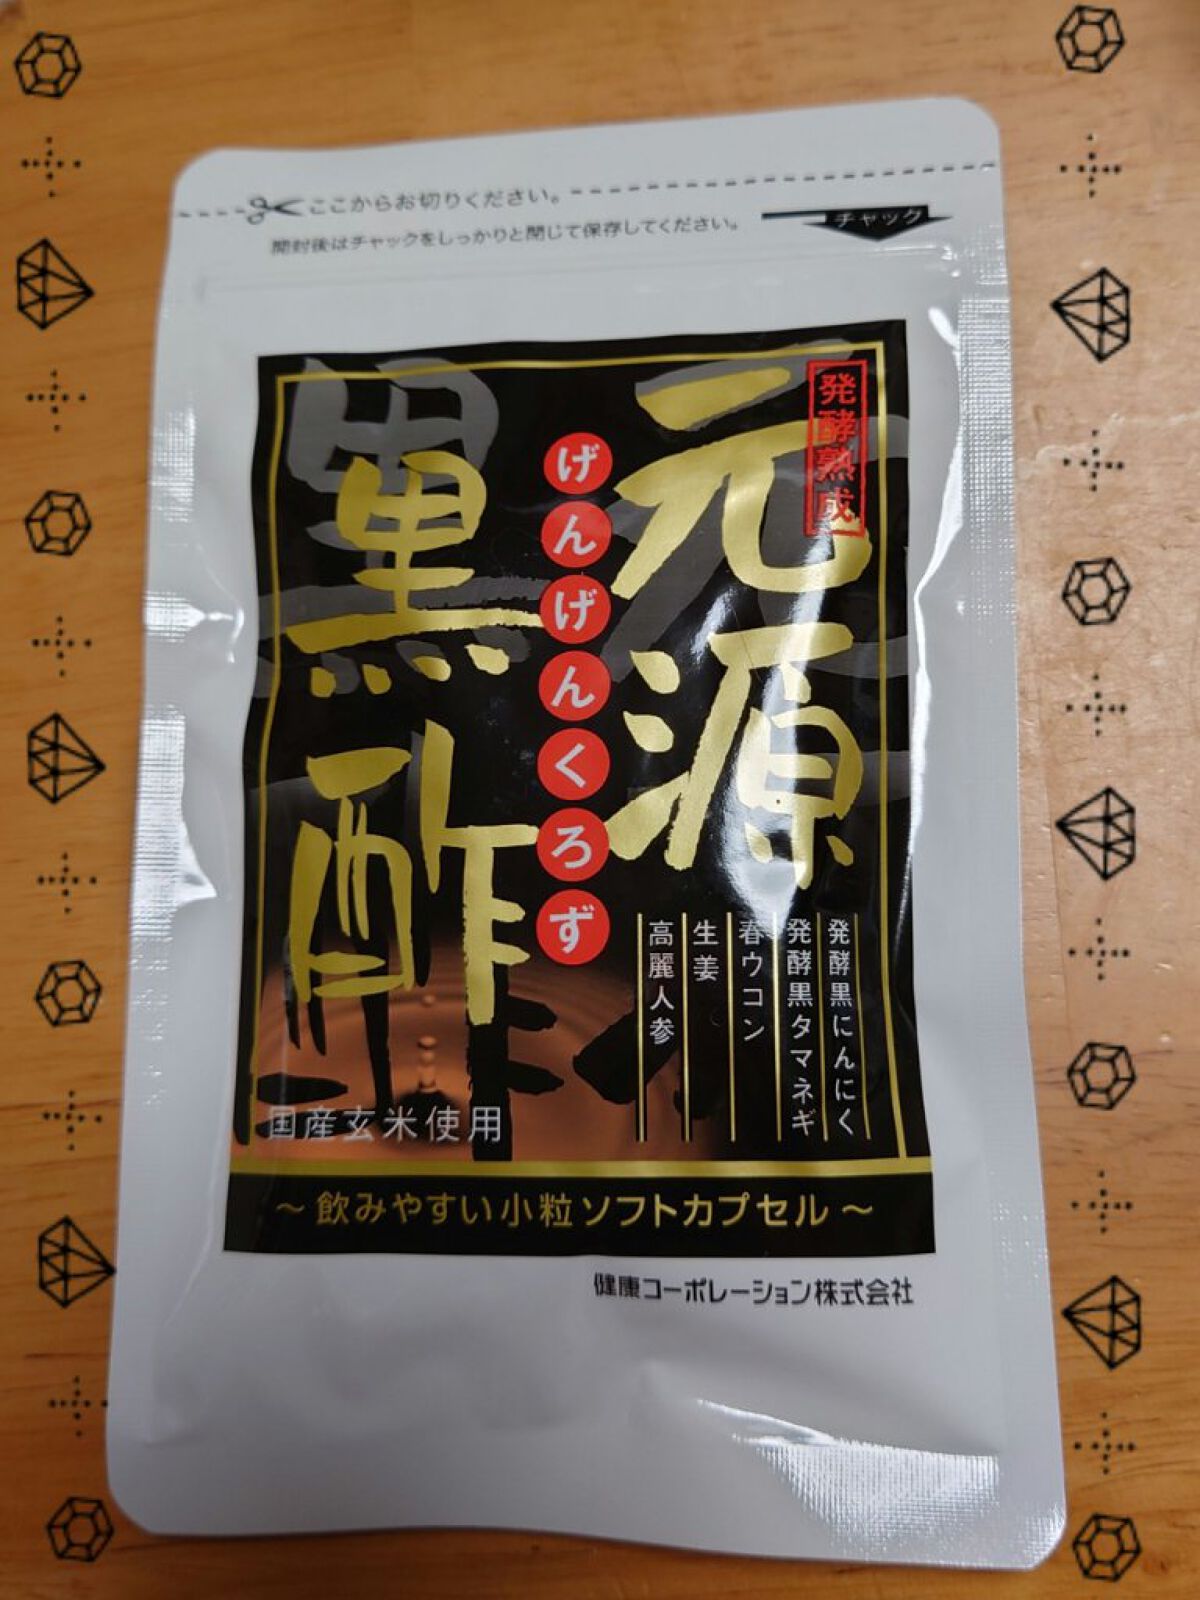 ここからお切りください。
開封後はチャックをしっかりと閉じて保存してください。
チャック
発酵熟成
元源
げんげんくろず
黒酢
発酵黒にんにく
発酵黒タマネギ
春ウコン
生姜
高麗人参
国産玄米使用
～飲みやすい小粒ソフトカプセル～
健康コーポレーション株式会社